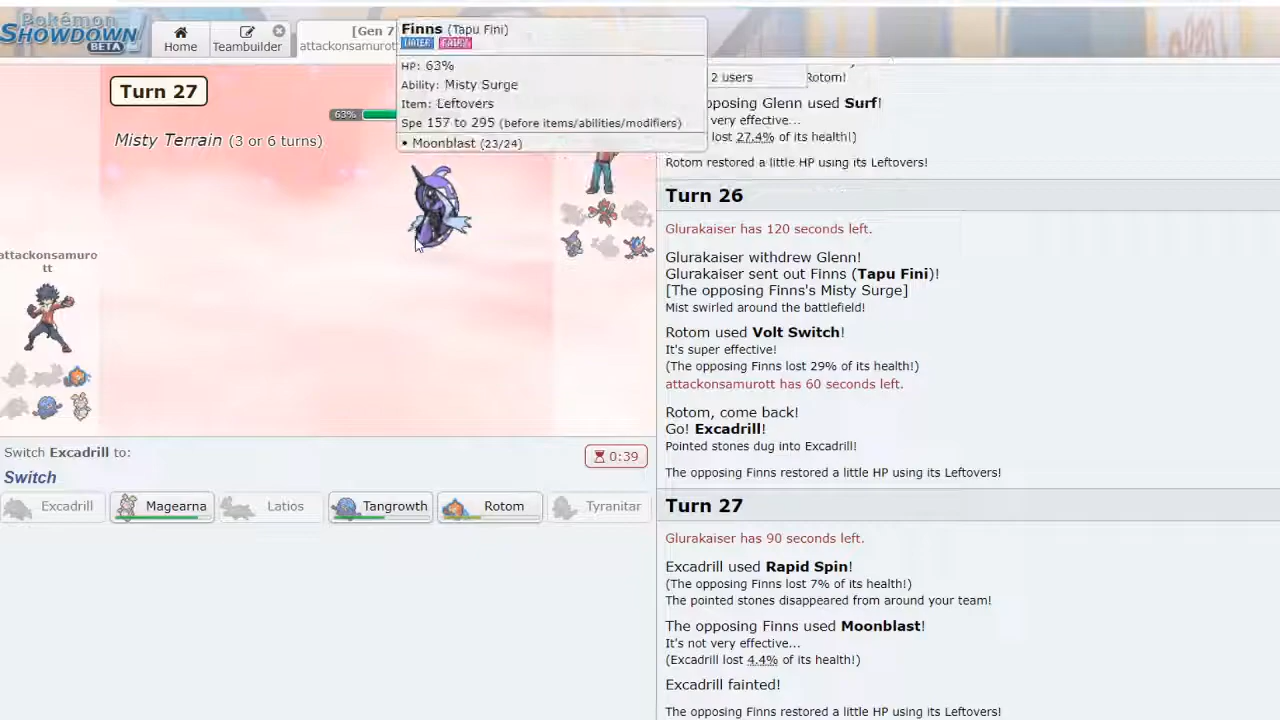 Pokémon
SHOWDOWN
BETA
Home
Teambuilder
[Gen 7
attackonsamurott
Finns (Tapu Fini)
WATER FAIRY
HP: 63%
Ability: Misty Surge
Item: Leftovers
Spe 157 to 295 (before items/abilities/modifiers)
• Moonblast (23/24)
2 users
Rotom!
Turn 27
63%
Misty Terrain (3 or 6 turns)
attackonsamuro
tt
Switch Excadrill to:
0:39
Switch
Excadrill
Magearna
Latios
Tangrowth
Rotom
Tyranitar
opposing Glenn used Surf!
very effective...
lost 27.4% of its health!)
Rotom restored a little HP using its Leftovers!
Turn 26
Glurakaiser has 120 seconds left.
Glurakaiser withdrew Glenn!
Glurakaiser sent out Finns (Tapu Fini)!
[The opposing Finns's Misty Surge]
Mist swirled around the battlefield!
Rotom used Volt Switch!
It's super effective!
(The opposing Finns lost 29% of its health!)
attackonsamurott has 60 seconds left.
Rotom, come back!
Go! Excadrill!
Pointed stones dug into Excadrill!
The opposing Finns restored a little HP using its Leftovers!
Turn 27
Glurakaiser has 90 seconds left.
Excadrill used Rapid Spin!
(The opposing Finns lost 7% of its health!)
The pointed stones disappeared from around your team!
The opposing Finns used Moonblast!
It's not very effective...
(Excadrill lost 4.4% of its health!)
Excadrill fainted!
The opposing Finns restored a little HP using its Leftovers!